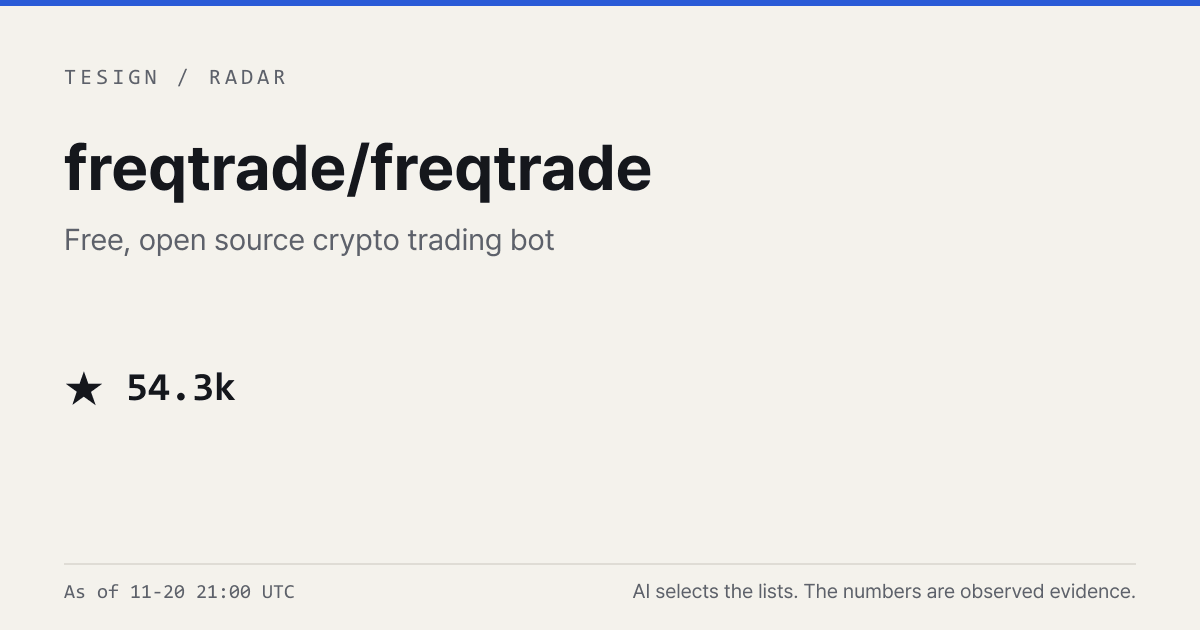 TESIGN / RADAR
freqtrade/freqtrade
Free, open source crypto trading bot
★ 54.3k
As of 11-20 21:00 UTC
AI selects the lists. The numbers are observed evidence.